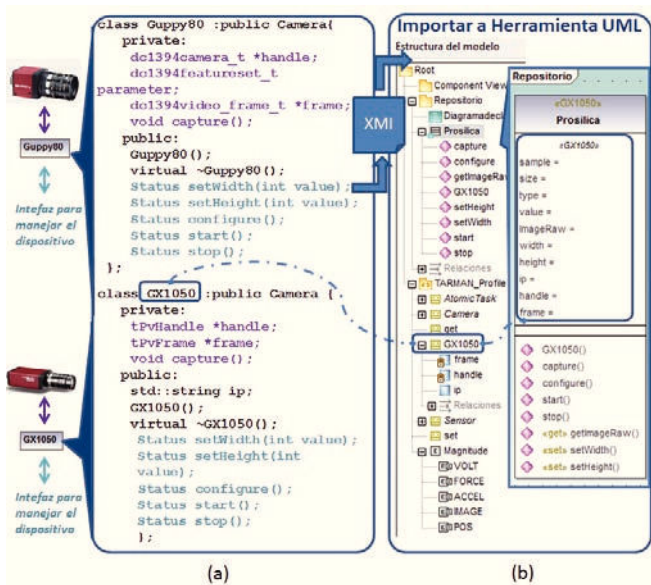 class Guppy80 :public Camera{
private:
dc1394camera_t *handle;
dc1394featureset_t
parameter;
dc1394video_frame_t *frame;
void capture();
public:
Guppy80();
virtual ~Guppy80();
Status setWidth(int value);
Status setHeight(int value);
Status configure();
Status start();
Status stop();
};
class GX1050 :public Camera {
private:
tPvHandle *handle;
tPvFrame *frame;
void capture();
public:
std::string ip;
GX1050();
virtual ~GX1050();
Status setWidth(int value);
Status setHeight(int
value);
Status configure();
Status start();
Status stop();
};
Guppy80
Intefaz para
manejar el
dispositivo
GX1050
Intefaz para
manejar el
dispositivo
XMI
(a)
Importar a Herramienta UML
Estructura del modelo
Root
Component View
Repositorio
Diagramadecl
Prosilica
capture
configure
getImageRaw
GX1050
setHeight
setWidth
start
stop
Relaciones
TARMAN_Profile
AtomicTask
Camera
get
GX1050
frame
handle
ip
Relaciones
Sensor
set
Magnitude
VOLT
FORCE
ACCEL
IMAGE
POS
Repositorio
«GX1050»
Prosilica
«GX1050»
sample =
size =
type =
value =
imageRaw =
width =
height =
ip =
handle =
frame =
GX1050()
capture()
configure()
start()
stop()
«get» getImageRaw()
«set» setWidth()
«set» setHeight()
(b)